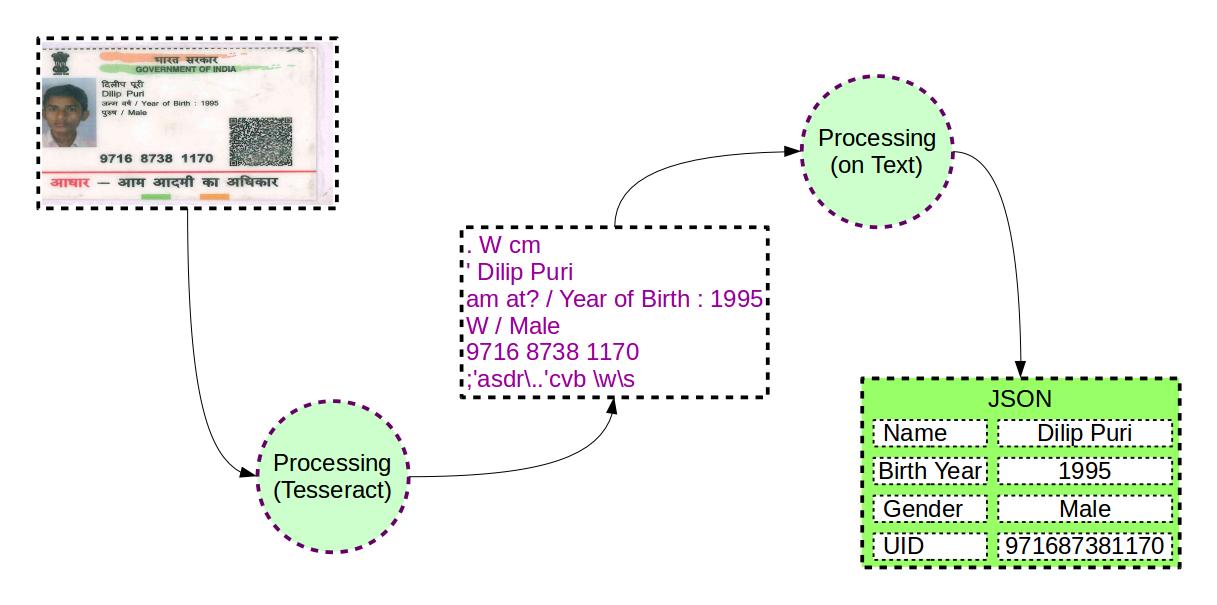 भारत सरकार
GOVERNMENT OF INDIA
दिलीप पूरी
Dilip Puri
जन्म वर्ष / Year of Birth : 1995
पुरुष / Male
9716 8738 1170
आधार – आम आदमी का अधिकार
Processing
(Tesseract)
. W cm
' Dilip Puri
am at? / Year of Birth : 1995
W / Male
9716 8738 1170
;'asdr\..'cvb \w\s
Processing
(on Text)
JSON
Name Dilip Puri
Birth Year 1995
Gender Male
UID 971687381170